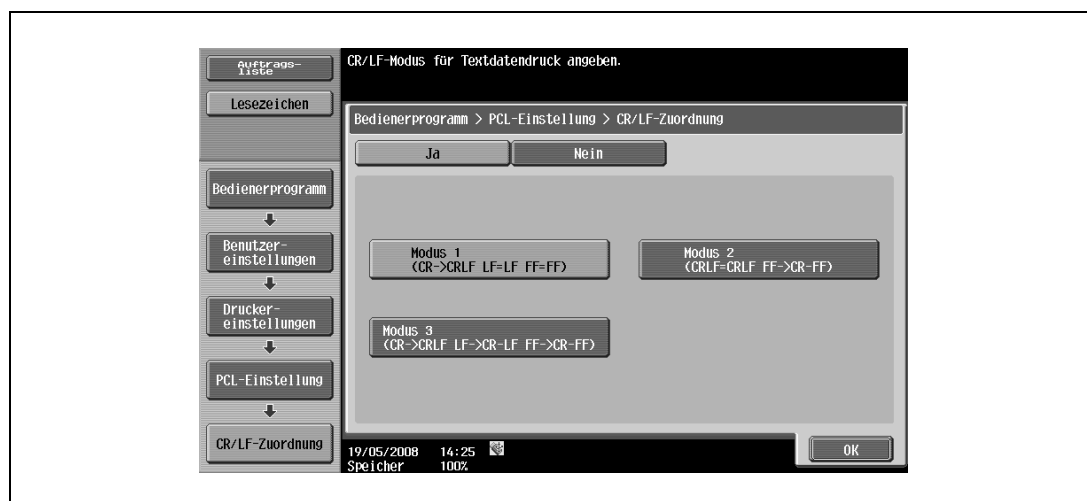 Auftrags-
liste
Lesezeichen
CR/LF-Modus für Textdatendruck angeben.
Bedienerprogramm > PCL-Einstellung > CR/LF-Zuordnung
Ja
Nein
Bedienerprogramm
Benutzer-
einstellungen
Drucker-
einstellungen
PCL-Einstellung
CR/LF-Zuordnung
Modus 1
(CR->CRLF LF=LF FF=FF)
Modus 2
(CRLF=CRLF FF->CR-FF)
Modus 3
(CR->CRLF LF->CR-LF FF->CR-FF)
19/05/2008 14:25
Speicher 100%
OK